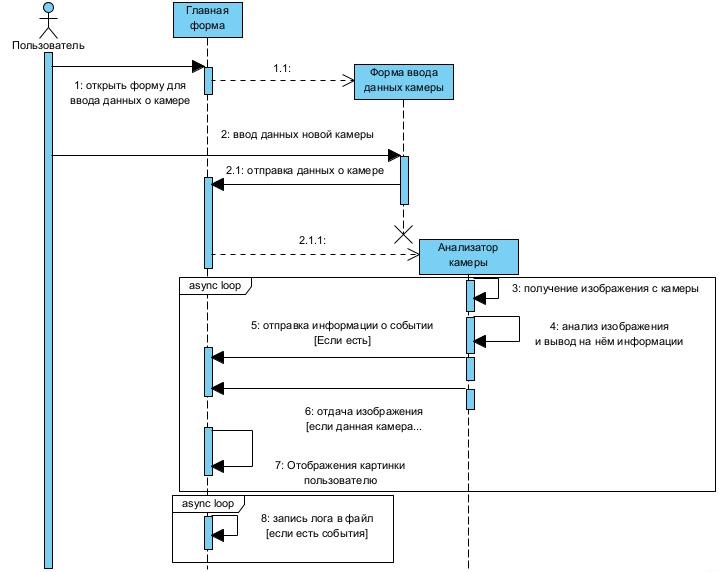 Пользователь
Главная
форма
1: открыть форму для
ввода данных о камере
1.1:
Форма ввода
данных камеры
2: ввод данных новой камеры
2.1: отправка данных о камере
2.1.1:
Анализатор
камеры
async loop
3: получение изображения с камеры
4: анализ изображения
и вывод на нём информации
5: отправка информации о событии
[Если есть]
6: отдача изображения
[если данная камера...
7: Отображения картинки
пользователю
async loop
8: запись лога в файл
[если есть события]